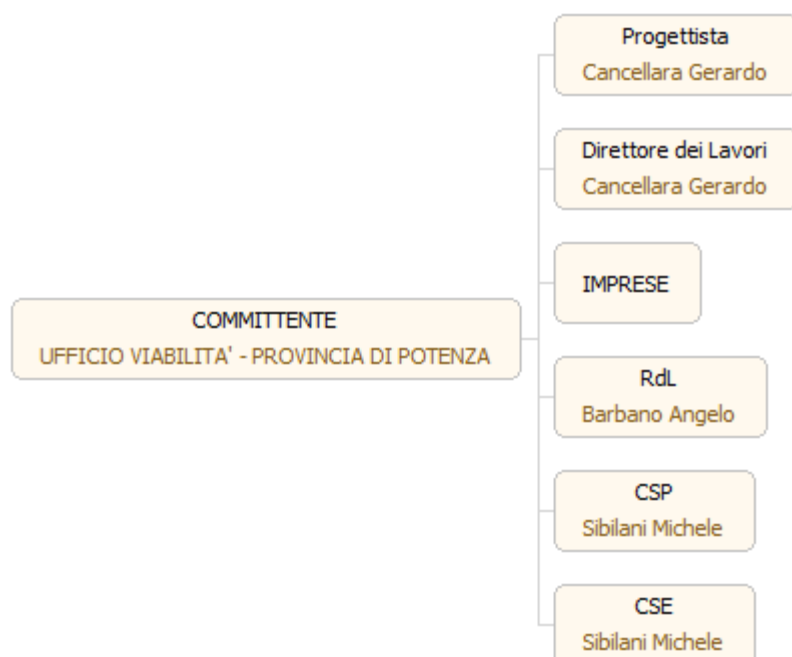 Progettista
Cancellara Gerardo
Direttore dei Lavori
Cancellara Gerardo
IMPRESE
COMMITTENTE
UFFICIO VIABILITA' - PROVINCIA DI POTENZA
RdL
Barbano Angelo
CSP
Sibilani Michele
CSE
Sibilani Michele